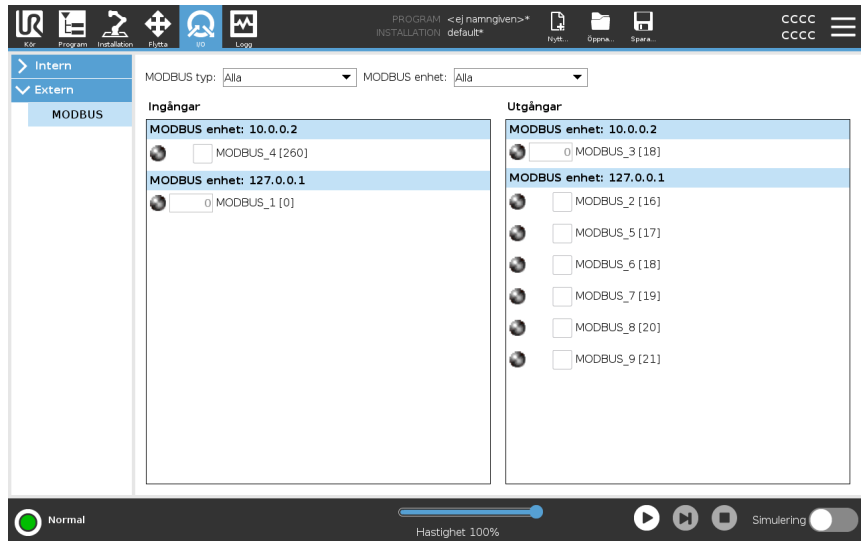 UR
PROGRAM <ej namngiven>*
INSTALLATION default*
CCCC
CCCC
Kör Program Installation Flytta I/O Logg Nytt... Öppna... Spara...
Intern
Extern
MODBUS
MODBUS typ: Alla MODBUS enhet: Alla
Ingångar
MODBUS enhet: 10.0.0.2
MODBUS_4 [260]
MODBUS enhet: 127.0.0.1
0 MODBUS_1 [0]
Utgångar
MODBUS enhet: 10.0.0.2
0 MODBUS_3 [18]
MODBUS enhet: 127.0.0.1
MODBUS_2 [16]
MODBUS_5 [17]
MODBUS_6 [18]
MODBUS_7 [19]
MODBUS_8 [20]
MODBUS_9 [21]
Normal
Hastighet 100%
Simulering